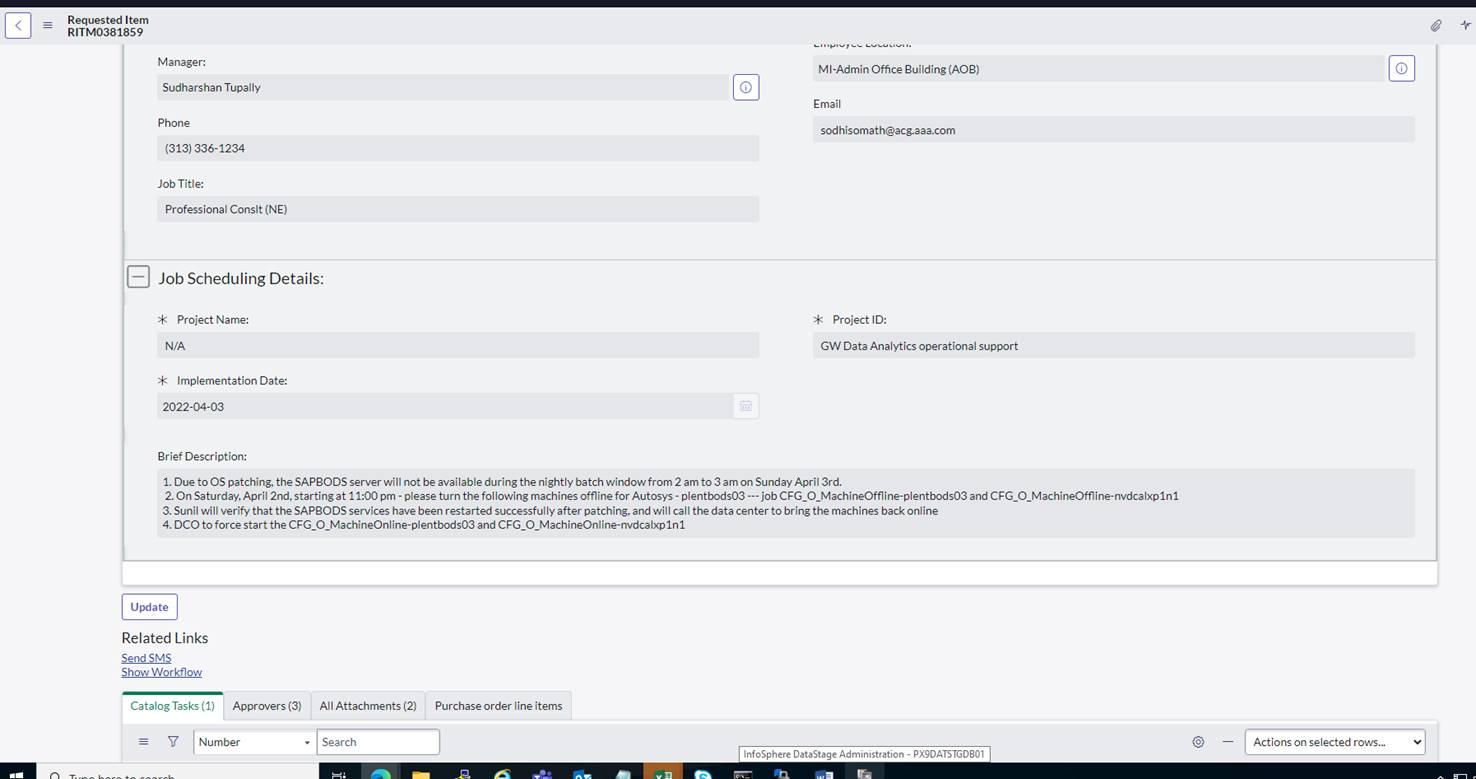 Requested Item
RITM0381859
Manager:
Employee Location:
Sudharshan Tupally
MI-Admin Office Building (AOB)
Phone
Email
(313) 336-1234
sodhisomath@acg.aaa.com
Job Title:
Professional Conslt (NE)
Job Scheduling Details:
Project Name:
Project ID:
N/A
GW Data Analytics operational support
Implementation Date:
2022-04-03
Brief Description:
1. Due to OS patching, the SAPBODS server will not be available during the nightly batch window from 2 am to 3 am on Sunday April 3rd.
2. On Saturday, April 2nd, starting at 11:00 pm - please turn the following machines offline for Autosys - plentbods03 --- job CFG_O_MachineOffline-plentbods03 and CFG_O_MachineOffline-nvdcalxp1n1
3. Sunil will verify that the SAPBODS services have been restarted successfully after patching, and will call the data center to bring the machines back online
4. DCO to force start the CFG_O_MachineOnline-plentbods03 and CFG_O_MachineOnline-nvdcalxp1n1
Update
Related Links
Send SMS
Show Workflow
Catalog Tasks (1)
Approvers (3)
All Attachments (2)
Purchase order line items
Number
Search
Actions on selected rows...
InfoSphere DataStage Administration - PX9DATSTGDB01
Type here to search